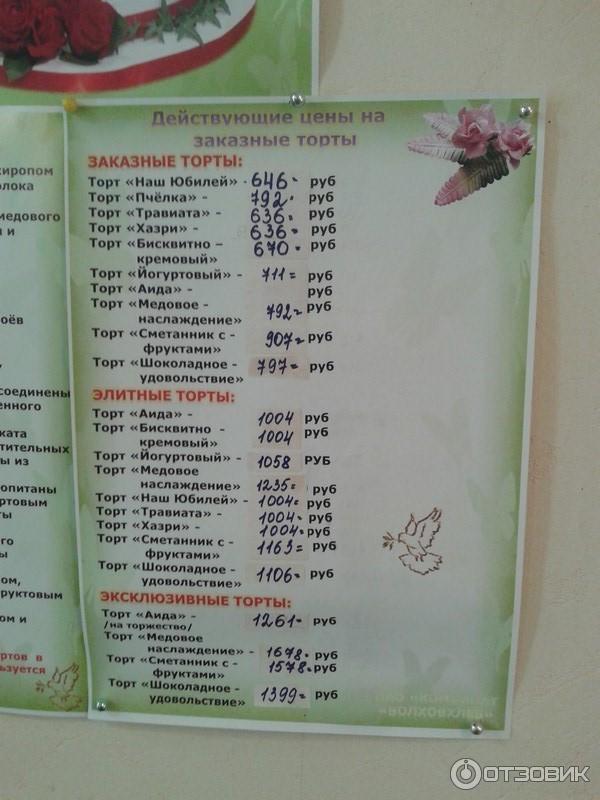 сиропом
олока
медового
и и
оёв
соединены
енного
ката
стительных
ы из
опитаны
ртовым
ты
ого
ы
ом,
руктовым
ом и
ортов в
ьзуется
Действующие цены на
заказные торты
ЗАКАЗНЫЕ ТОРТЫ:
Торт «Наш Юбилей» - 646= руб
Торт «Пчёлка» - 792= руб
Торт «Травиата» - 636= руб
Торт «Хазри» - 636= руб
Торт «Бисквитно –
кремовый» 670= руб
Торт «Йогуртовый» - 711= руб
Торт «Аида» - руб
Торт «Медовое -
наслаждение» 792= руб
Торт «Сметанник с -
фруктами» 907= руб
Торт «Шоколадное -
удовольствие» 797= руб
ЭЛИТНЫЕ ТОРТЫ:
Торт «Аида» - 1004 руб
Торт «Бисквитно -
кремовый» 1004 руб
Торт «Йогуртовый» - 1058 РУБ
Торт «Медовое
наслаждение» 1235= руб
Торт «Наш Юбилей» - 1004= руб
Торт «Травиата» - 1004= руб
Торт «Хазри» - 1004= руб
Торт «Сметанник с -
фруктами» 1163= руб
Торт «Шоколадное -
удовольствие» 1106= руб
ЭКСКЛЮЗИВНЫЕ ТОРТЫ:
Торт «Аида» - 1261= руб
/на торжество/
Торт «Медовое
наслаждение» - 1678= руб
Торт «Сметанник с -
фруктами» 1578= руб
Торт «Шоколадное -
удовольствие» 1399= руб
«ВОЛХОВХЛЕБ»
ОТЗОВИК